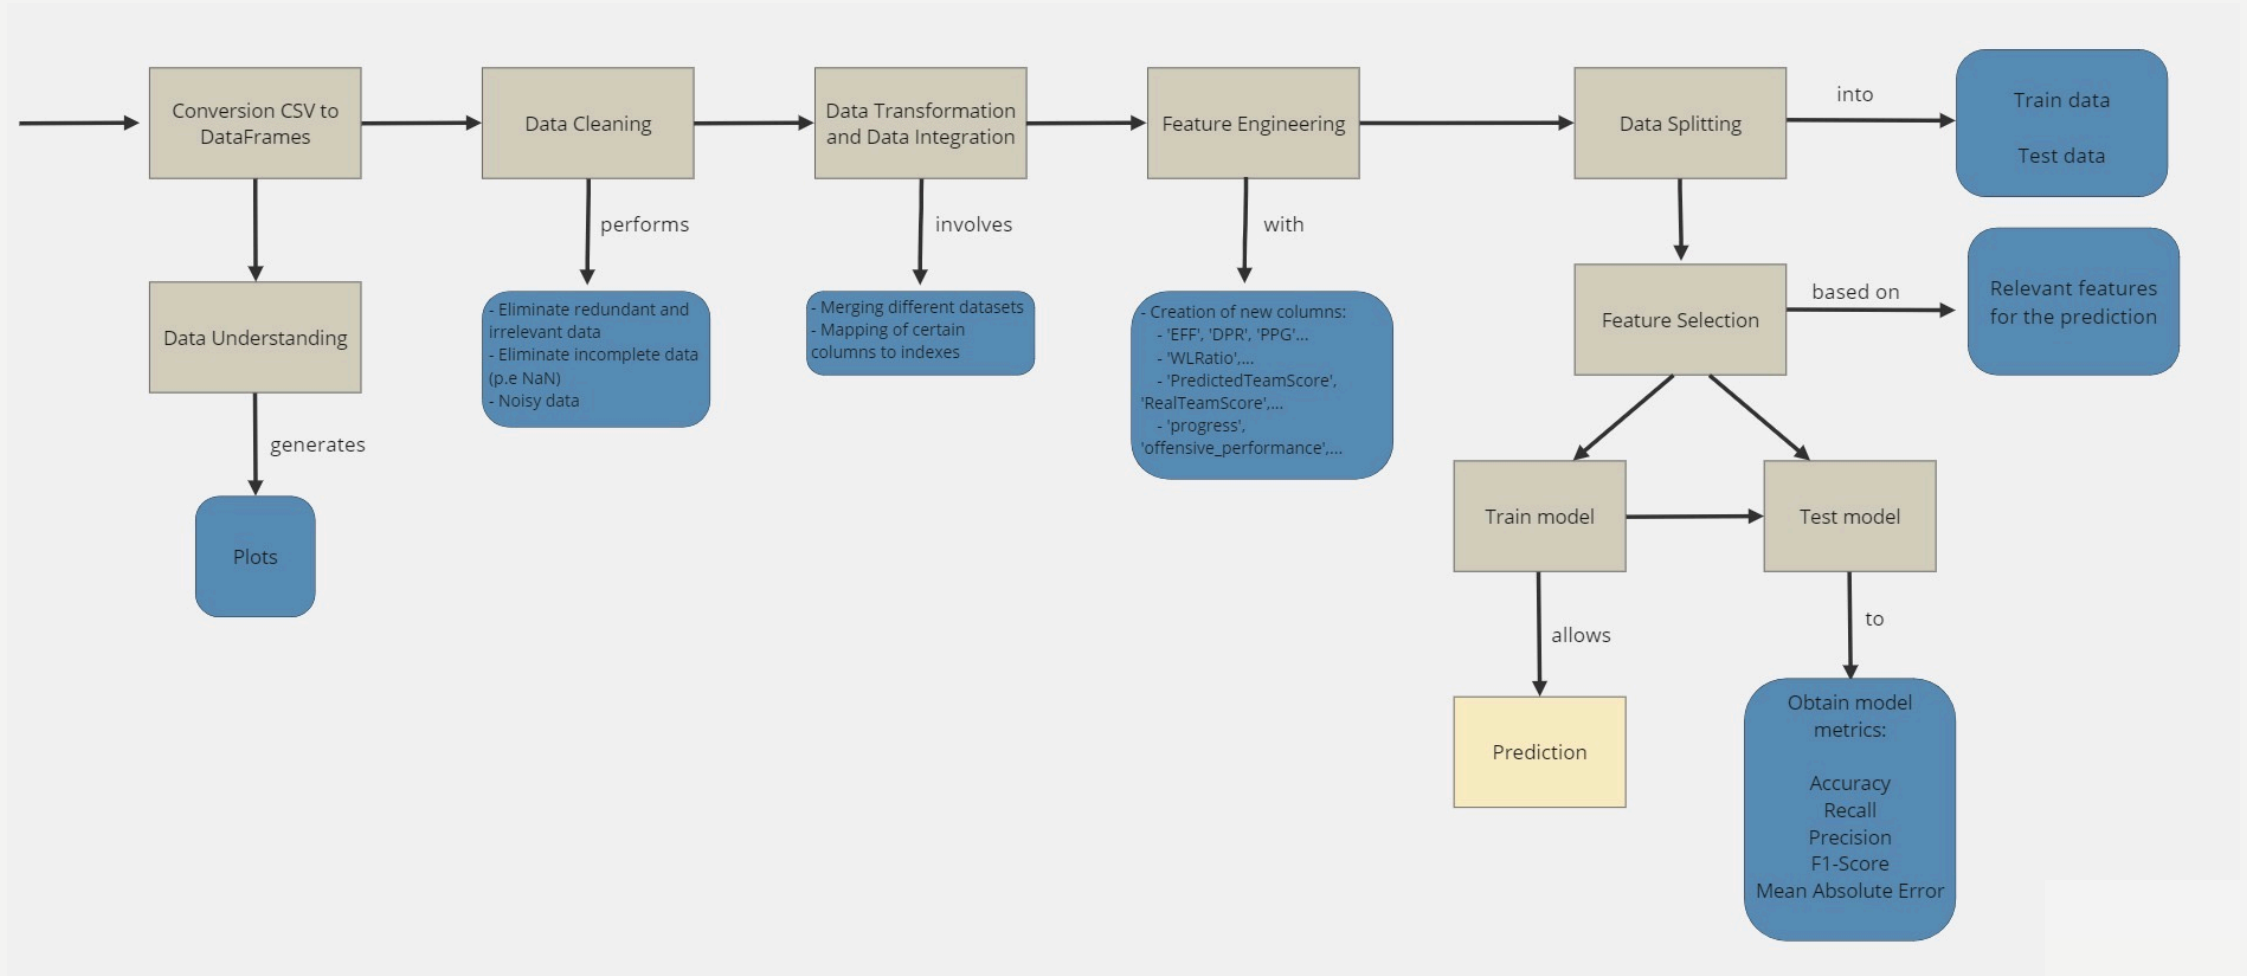 Conversion CSV to
DataFrames
Data Cleaning
Data Transformation
and Data Integration
Feature Engineering
Data Splitting
into
Train data
Test data
performs
involves
with
Data Understanding
- Eliminate redundant and
irrelevant data
- Eliminate incomplete data
(p.e NaN)
- Noisy data
- Merging different datasets
- Mapping of certain
columns to indexes
- Creation of new columns:
- 'EFF', 'DPR', 'PPG'...
- 'WLRatio',...
- 'PredictedTeamScore',
'RealTeamScore',...
- 'progress',
'offensive_performance',...
Feature Selection
based on
Relevant features
for the prediction
generates
Plots
Train model
Test model
allows
to
Prediction
Obtain model
metrics:
Accuracy
Recall
Precision
F1-Score
Mean Absolute Error